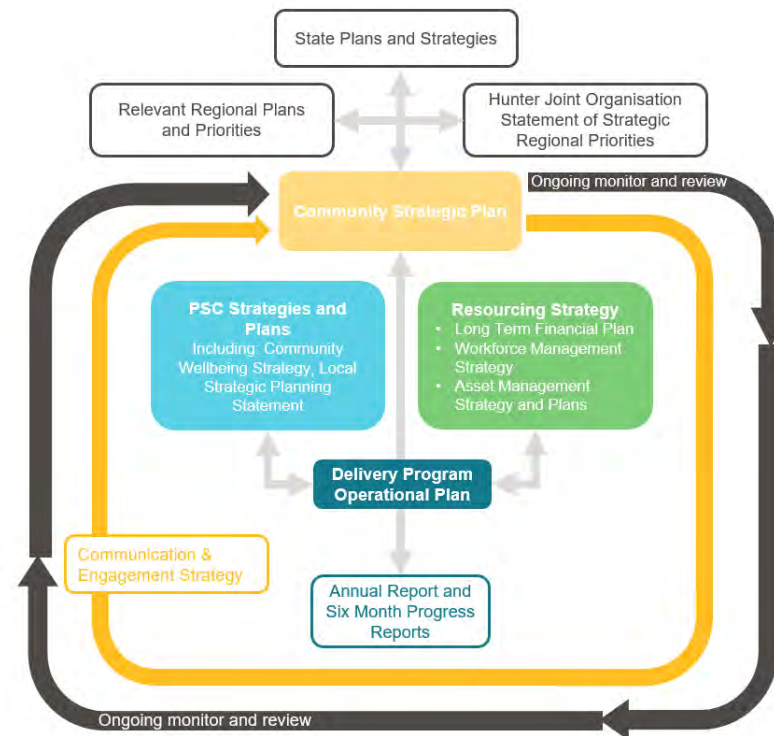 State Plans and Strategies
Relevant Regional Plans
and Priorities
Hunter Joint Organisation
Statement of Strategic
Regional Priorities
Ongoing monitor and review
Community Strategic Plan
PSC Strategies and
Plans
Including: Community
Wellbeing Strategy, Local
Strategic Planning
Statement
Resourcing Strategy
• Long Term Financial Plan
• Workforce Management
Strategy
• Asset Management
Strategy and Plans
Delivery Program
Operational Plan
Communication &
Engagement Strategy
Annual Report and
Six Month Progress
Reports
Ongoing monitor and review